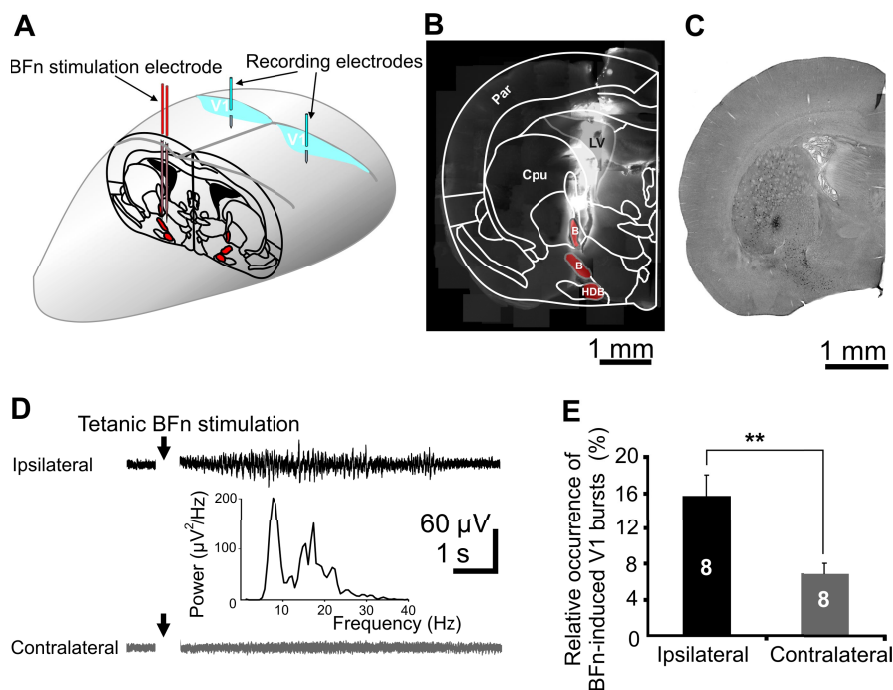 A
BFn stimulation electrode
Recording electrodes
V1
V1
B
Par
LV
Cpu
B
B
HDB
1 mm
C
1 mm
D
Tetanic BFn stimulation
Ipsilateral
200
100
0
Power (µV²/Hz)
10 20 30 40
Frequency (Hz)
60 µV
1 s
Contralateral
E
**
Relative occurrence of
BFn-induced V1 bursts (%)
20
16
12
8
4
0
8
8
Ipsilateral Contralateral